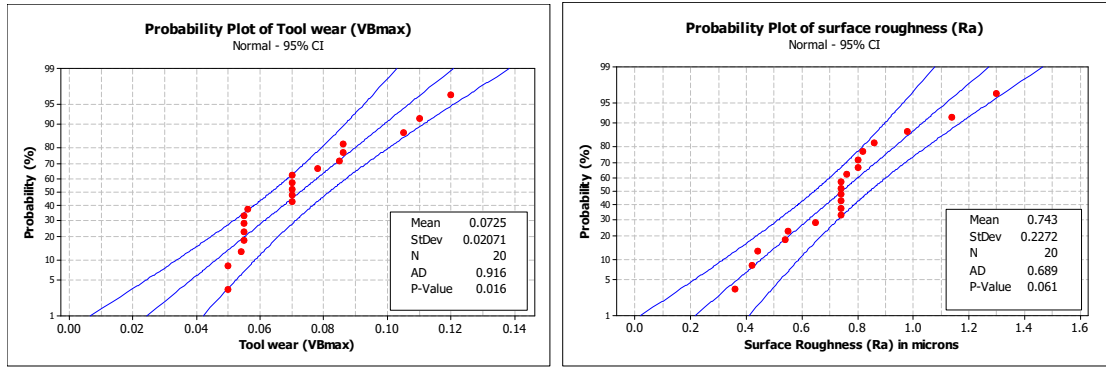 Probability Plot of Tool wear (VBmax)
Normal - 95% CI
Probability (%)
99
95
90
80
70
60
50
40
30
20
10
5
1
0.00 0.02 0.04 0.06 0.08 0.10 0.12 0.14
Tool wear (VBmax)
Mean 0.0725
StDev 0.02071
N 20
AD 0.916
P-Value 0.016
Probability Plot of surface roughness (Ra)
Normal - 95% CI
Probability (%)
99
95
90
80
70
60
50
40
30
20
10
5
1
0.0 0.2 0.4 0.6 0.8 1.0 1.2 1.4 1.6
Surface Roughness (Ra) in microns
Mean 0.743
StDev 0.2272
N 20
AD 0.689
P-Value 0.061